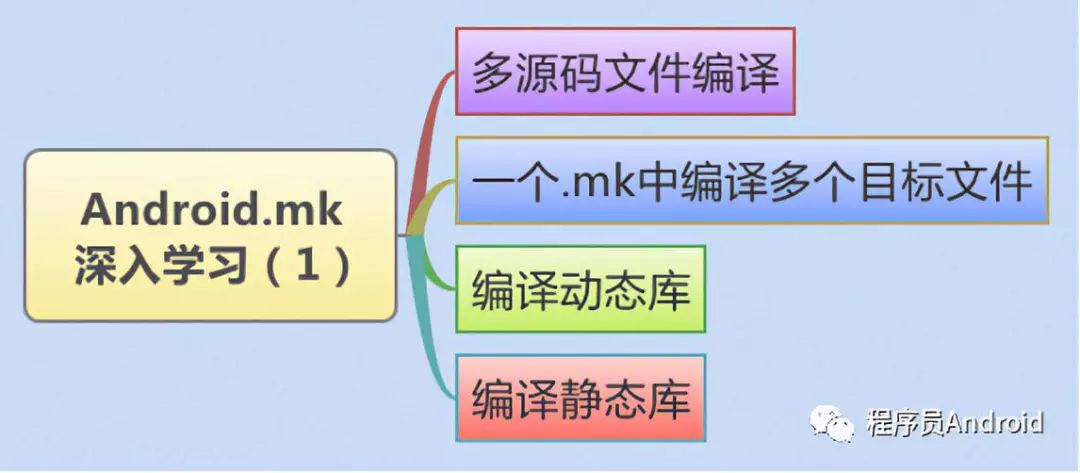 Android.mk
深入学习（1）
多源码文件编译
一个.mk中编译多个目标文件
编译动态库
编译静态库
程序员Android